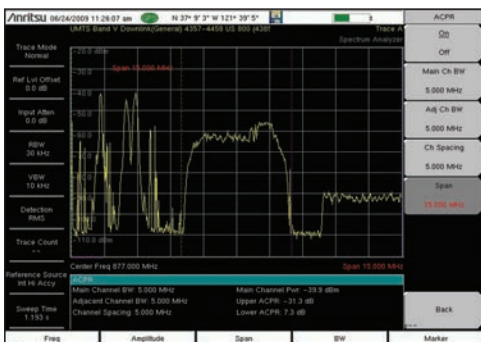 Anritsu 06/24/2009 11:26:07 am N 37° 9' 3" W 121° 39' 5"
UMTS Band V Downlink(General) 4357-4458 US 800 (4381
Trace A
Spectrum Analyzer
Trace Mode
Normal
Ref Lvl Offset
0.0 dB
Input Atten
0.0 dB
RBW
30 kHz
VBW
10 kHz
Detection
RMS
Trace Count
--
Reference Source
Int Hi Accy
Sweep Time
1.193 s
-20.0 dBm
Span 15.000 MHz
-110.0 dBm
Center Freq 877.000 MHz
Span 15.000 MHz
ACPR
Main Channel BW: 5.000 MHz
Main Channel Pwr: -39.9 dBm
Adjacent Channel BW: 5.000 MHz
Upper ACPR: -31.3 dB
Channel Spacing: 5.000 MHz
Lower ACPR: 7.3 dB
ACPR
On
Off
Main Ch BW
5.000 MHz
Adj Ch BW
5.000 MHz
Ch Spacing
5.000 MHz
Span
15.000 MHz
Back
Freq
Amplitude
Span
BW
Marker